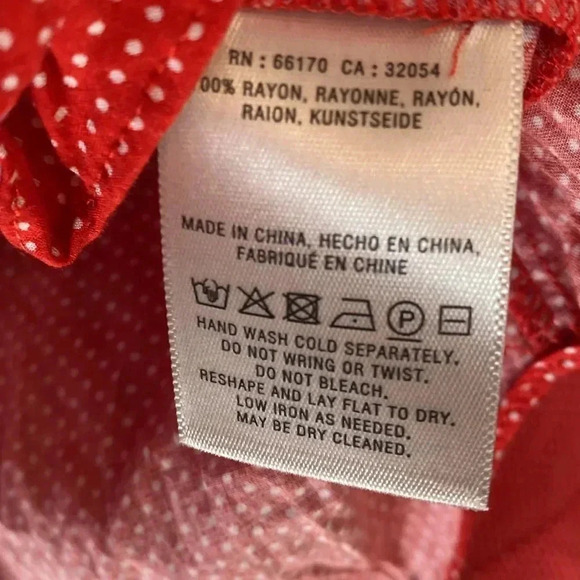 RN : 66170 CA : 32054
00% RAYON, RAYONNE, RAYÓN,
RAION, KUNSTSEIDE
MADE IN CHINA, HECHO EN CHINA,
FABRIQUÉ EN CHINE
P
HAND WASH COLD SEPARATELY.
DO NOT WRING OR TWIST.
DO NOT BLEACH.
RESHAPE AND LAY FLAT TO DRY.
LOW IRON AS NEEDED.
MAY BE DRY CLEANED.